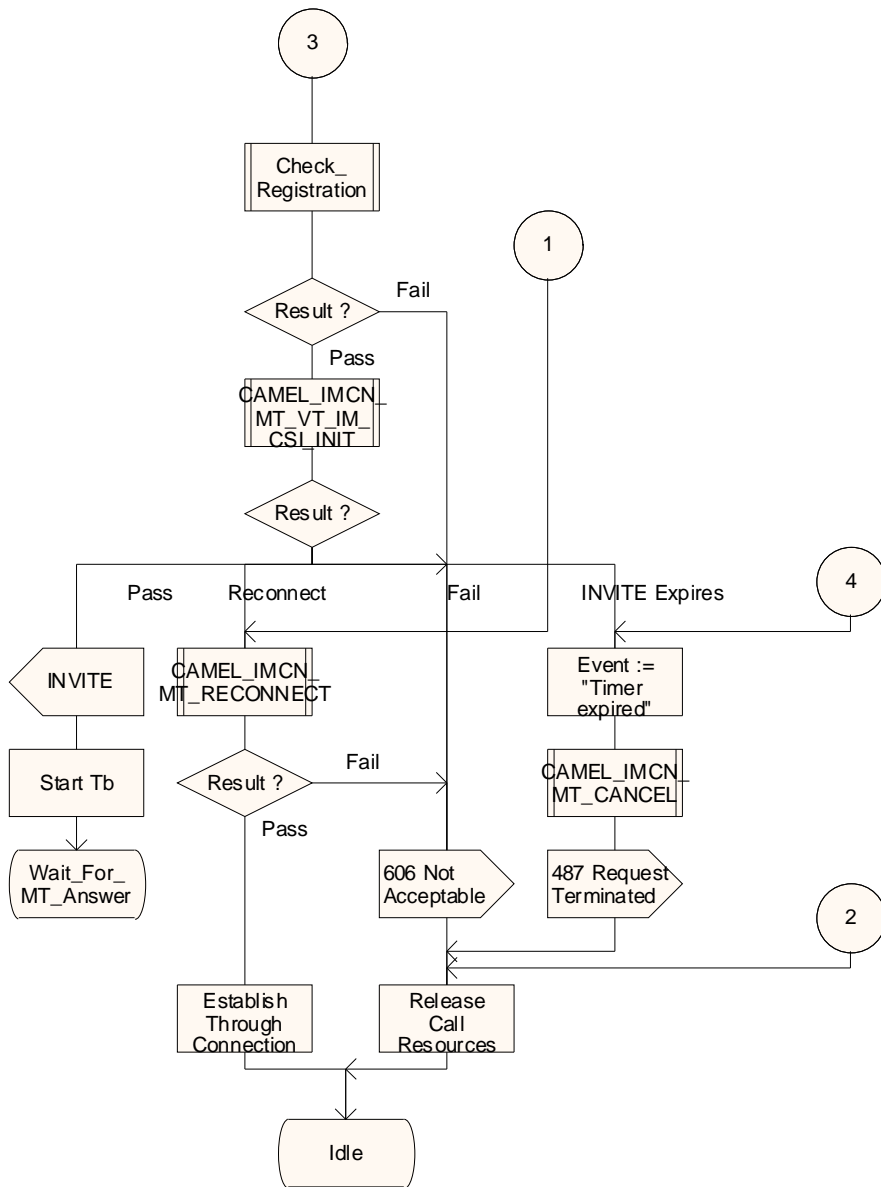 3
Check_
Registration
1
Result ?
Fail
Pass
CAMEL_IMCN_
MT_VT_IM_
CSI_INIT
Result ?
4
Pass
Reconnect
Fail
INVITE Expires
INVITE
CAMEL_IMCN_
MT_RECONNECT
Event :=
"Timer
expired"
Start Tb
Result ?
Fail
CAMEL_IMCN_
MT_CANCEL
Pass
Wait_For_
MT_Answer
606 Not
Acceptable
487 Request
Terminated
2
Establish
Through
Connection
Release
Call
Resources
Idle